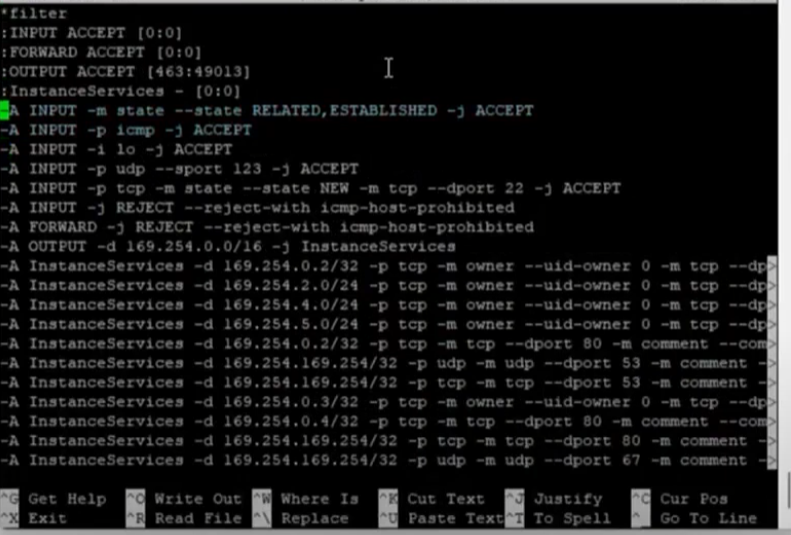 *filter
:INPUT ACCEPT [0:0]
:FORWARD ACCEPT [0:0]
:OUTPUT ACCEPT [463:49013]
:InstanceServices - [0:0]
-A INPUT -m state --state RELATED,ESTABLISHED -j ACCEPT
-A INPUT -p icmp -j ACCEPT
-A INPUT -i lo -j ACCEPT
-A INPUT -p udp --sport 123 -j ACCEPT
-A INPUT -p tcp -m state --state NEW -m tcp --dport 22 -j ACCEPT
-A INPUT -j REJECT --reject-with icmp-host-prohibited
-A FORWARD -j REJECT --reject-with icmp-host-prohibited
-A OUTPUT -d 169.254.0.0/16 -j InstanceServices
-A InstanceServices -d 169.254.0.2/32 -p tcp -m owner --uid-owner 0 -m tcp --dp>
-A InstanceServices -d 169.254.2.0/24 -p tcp -m owner --uid-owner 0 -m tcp --dp>
-A InstanceServices -d 169.254.4.0/24 -p tcp -m owner --uid-owner 0 -m tcp --dp>
-A InstanceServices -d 169.254.5.0/24 -p tcp -m owner --uid-owner 0 -m tcp --dp>
-A InstanceServices -d 169.254.0.2/32 -p tcp -m tcp --dport 80 -m comment --com>
-A InstanceServices -d 169.254.169.254/32 -p udp -m udp --dport 53 -m comment ->
-A InstanceServices -d 169.254.169.254/32 -p tcp -m tcp --dport 53 -m comment ->
-A InstanceServices -d 169.254.0.3/32 -p tcp -m owner --uid-owner 0 -m tcp --dp>
-A InstanceServices -d 169.254.0.4/32 -p tcp -m tcp --dport 80 -m comment --com>
-A InstanceServices -d 169.254.169.254/32 -p tcp -m tcp --dport 80 -m comment ->
-A InstanceServices -d 169.254.169.254/32 -p udp -m udp --dport 67 -m comment ->
^G Get Help ^O Write Out ^W Where Is ^K Cut Text ^J Justify ^C Cur Pos
^X Exit ^R Read File ^\ Replace ^U Paste Text ^T To Spell ^_ Go To Line